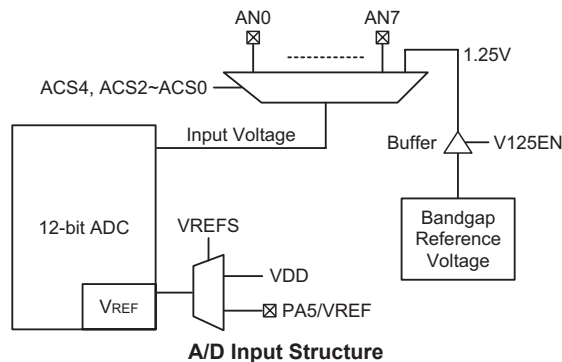 AN0
AN7
1.25V
ACS4, ACS2~ACS0
Input Voltage
Buffer
V125EN
12-bit ADC
Bandgap
Reference
Voltage
VREFS
VDD
VREF
PA5/VREF
A/D Input Structure